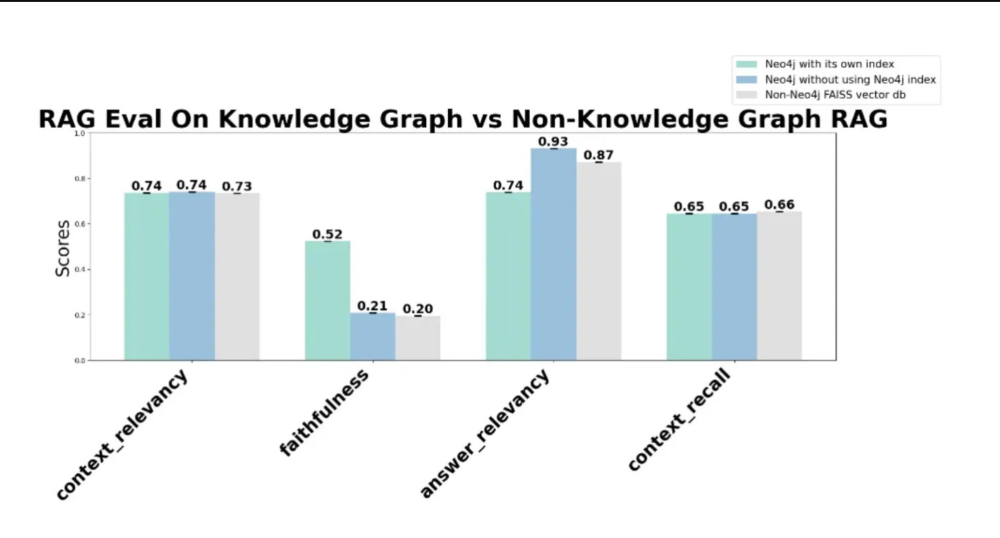 Neo4j with its own index
Neo4j without using Neo4j index
Non-Neo4j FAISS vector db
RAG Eval On Knowledge Graph vs Non-Knowledge Graph RAG
Scores
1.0
0.8
0.6
0.4
0.2
0.0
0.74 0.74 0.73
0.52 0.21 0.20
0.74 0.93 0.87
0.65 0.65 0.66
context_relevancy
faithfulness
answer_relevancy
context_recall